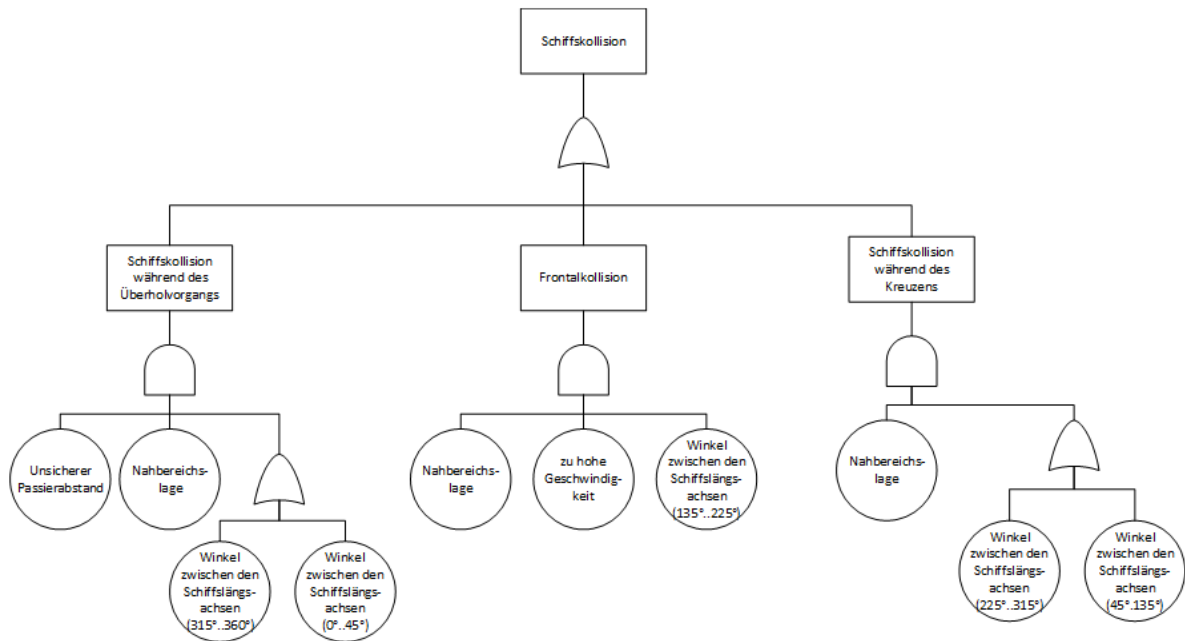 Schiffskollision
Schiffskollision
während des
Überholvorgangs
Frontalkollision
Schiffskollision
während des
Kreuzens
Unsicherer
Passierabstand
Nahbereichs-
lage
Nahbereichs-
lage
zu hohe
Geschwindig-
keit
Winkel
zwischen den
Schiffslängs-
achsen
(135°..225°)
Nahbereichs-
lage
Winkel
zwischen den
Schiffslängs-
achsen
(315°..360°)
Winkel
zwischen den
Schiffslängs-
achsen
(0°..45°)
Winkel
zwischen den
Schiffslängs-
achsen
(225°..315°)
Winkel
zwischen den
Schiffslängs-
achsen
(45°.135°)